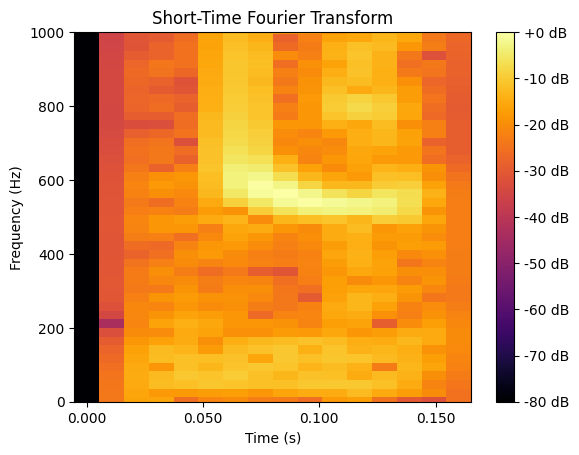 Short-Time Fourier Transform
1000
800
600
400
200
0
Frequency (Hz)
0.000
0.050
0.100
0.150
Time (s)
+0 dB
-10 dB
-20 dB
-30 dB
-40 dB
-50 dB
-60 dB
-70 dB
-80 dB